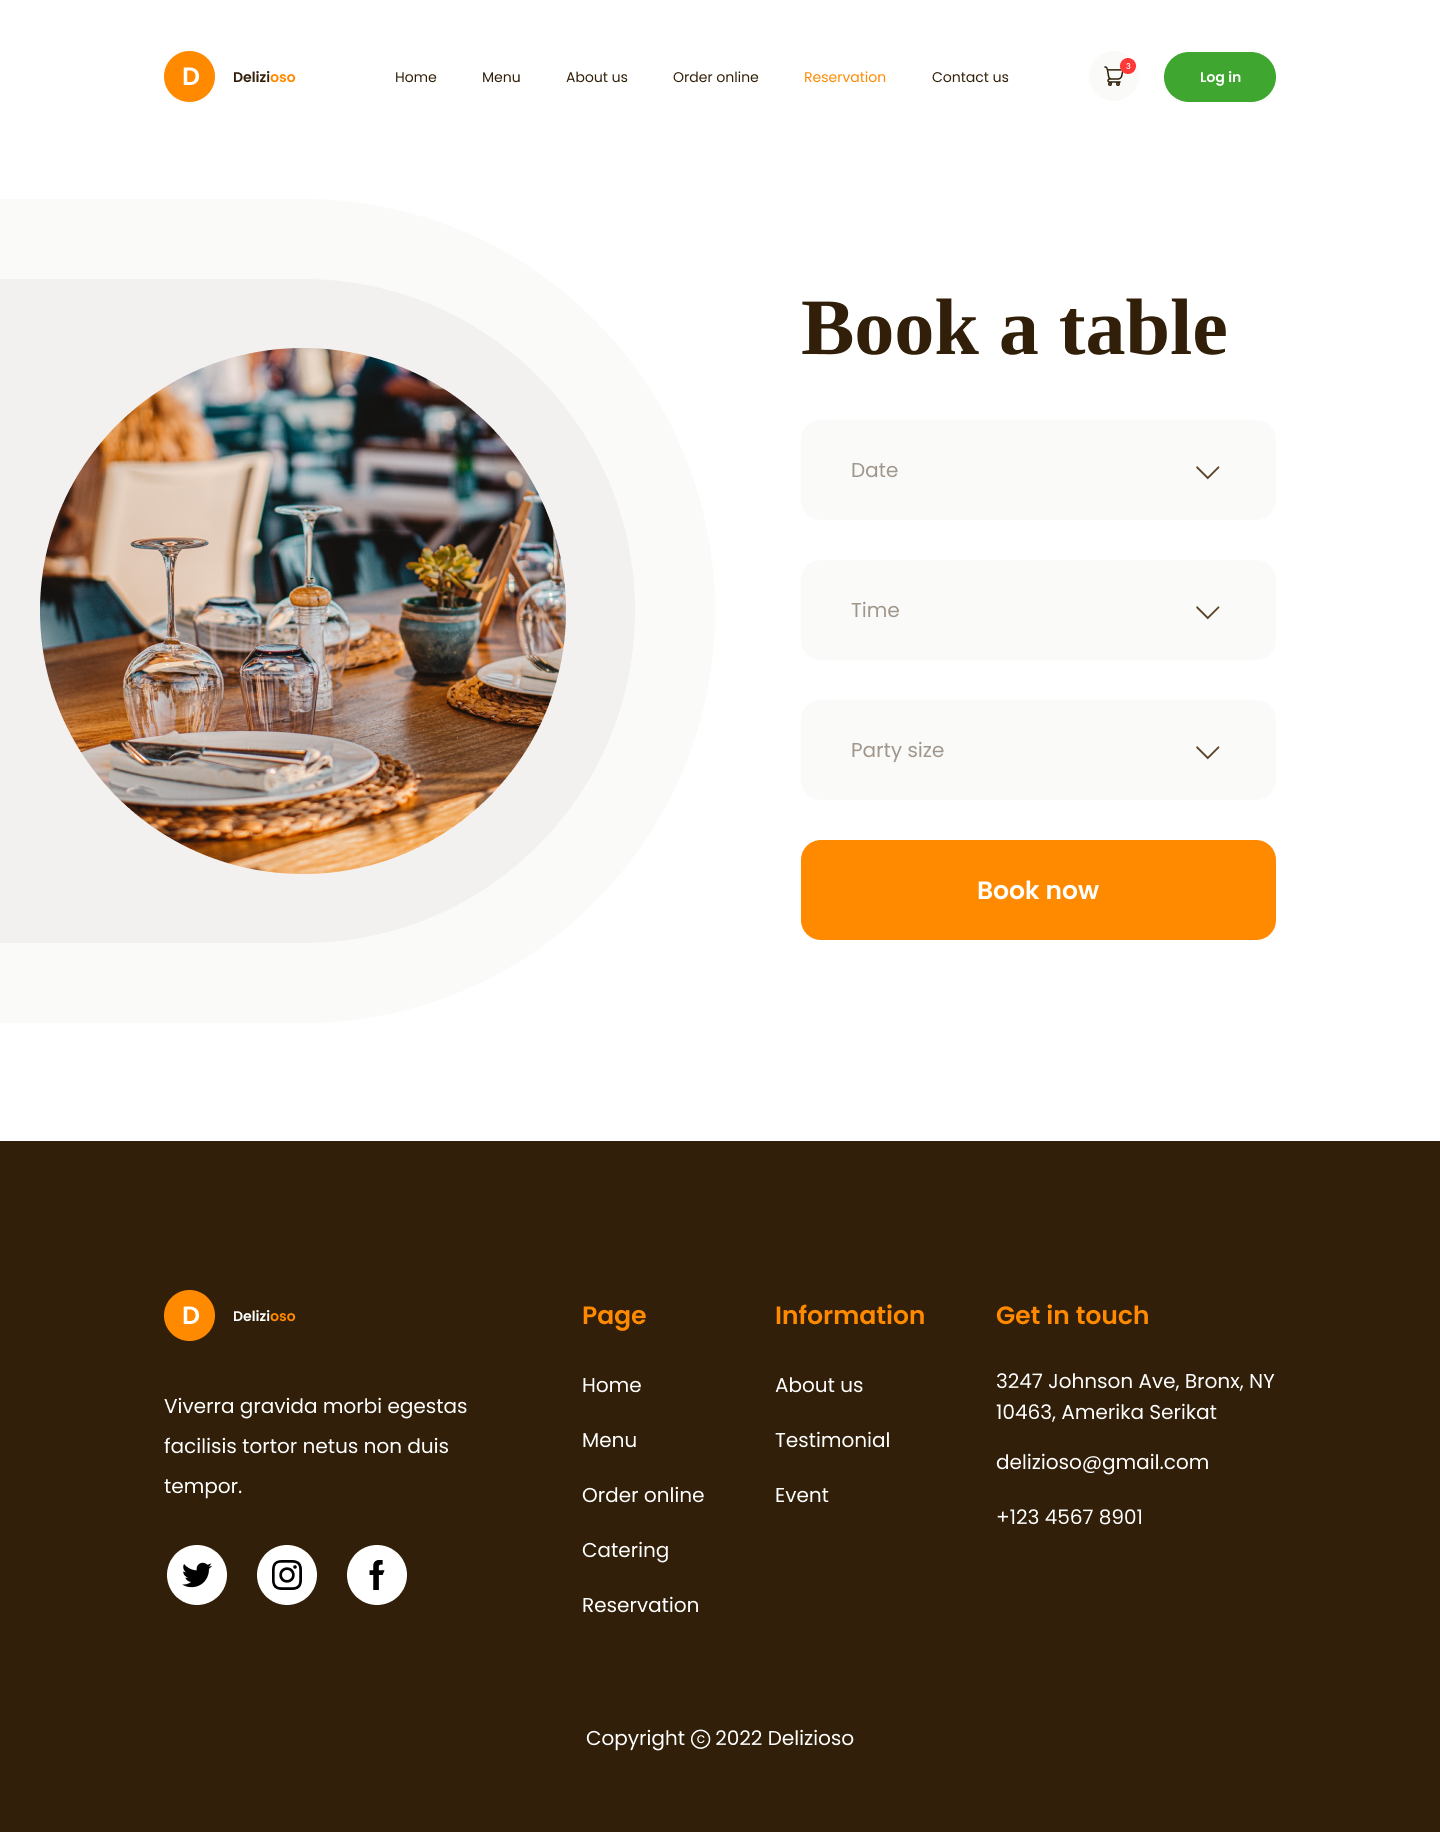 D Delizioso Home Menu About us Order online Reservation Contact us 3 Log in
Book a table
Date
Time
Party size
Book now
D Delizioso
Viverra gravida morbi egestas
facilisis tortor netus non duis
tempor.
Page
Home
Menu
Order online
Catering
Reservation
Information
About us
Testimonial
Event
Get in touch
3247 Johnson Ave, Bronx, NY
10463, Amerika Serikat
delizioso@gmail.com
+123 4567 8901
Copyright © 2022 Delizioso